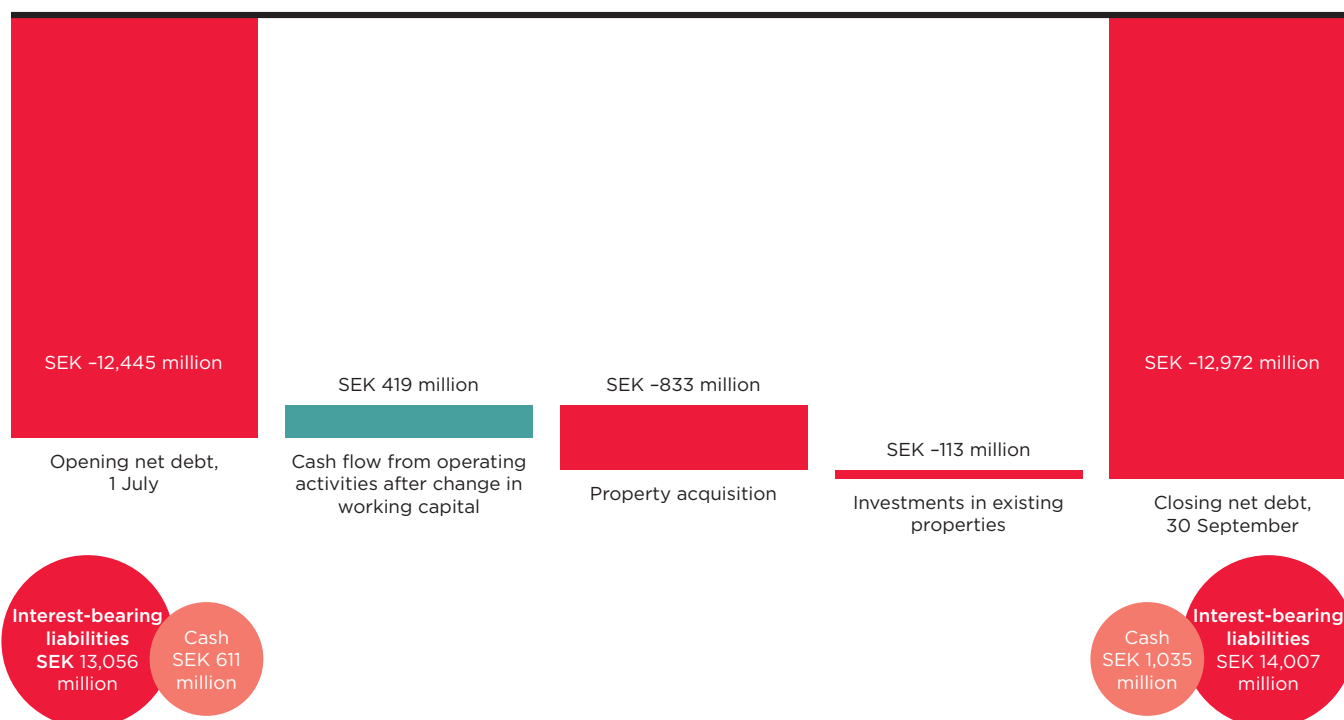 SEK –12,445 million
Opening net debt,
1 July
SEK 419 million
Cash flow from operating
activities after change in
working capital
SEK –833 million
Property acquisition
SEK –113 million
Investments in existing
properties
SEK –12,972 million
Closing net debt,
30 September
Interest-bearing
liabilities
SEK 13,056
million
Cash
SEK 611
million
Cash
SEK 1,035
million
Interest-bearing
liabilities
SEK 14,007
million